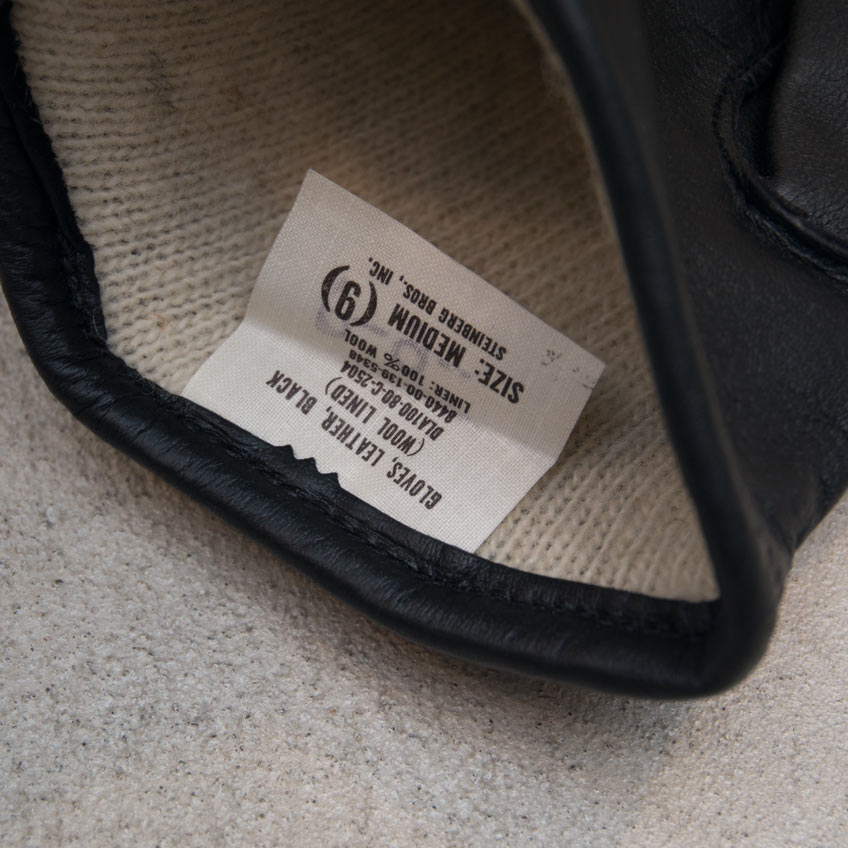 GLOVES, LEATHER, BLACK
(WOOL LINED)
DLA100-80-C-2504
8440-00-139-5348
LINER: 100% WOOL
SIZE: MEDIUM (9)
STEINBERG BROS., INC.